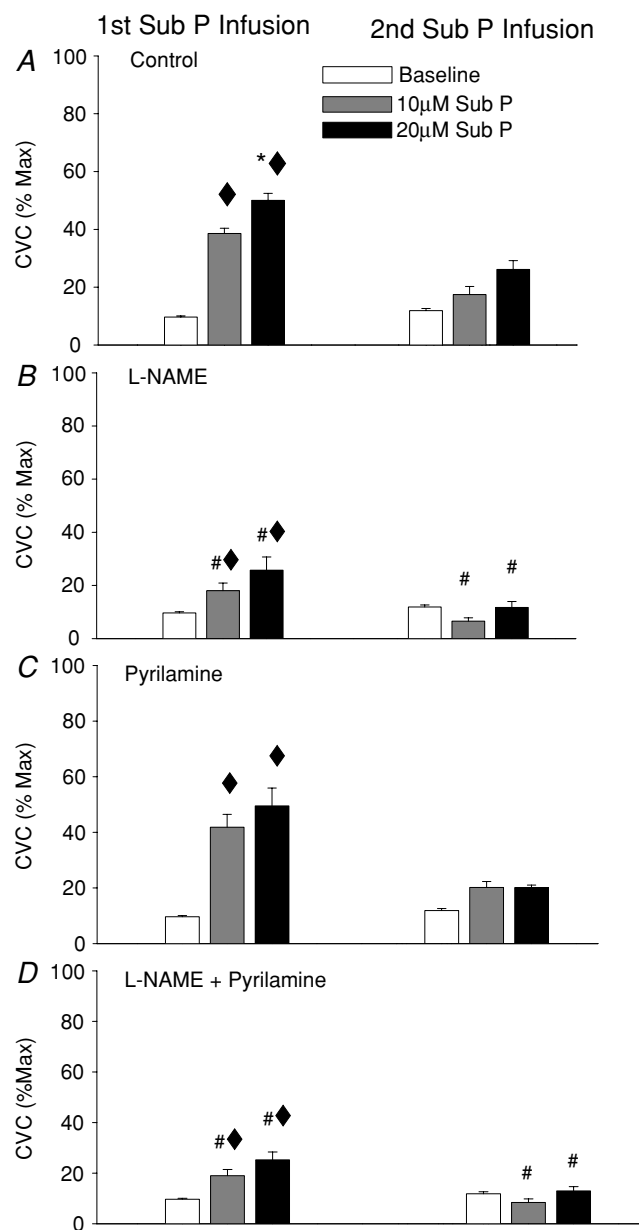 1st Sub P Infusion 2nd Sub P Infusion
A
Control
Baseline
10μM Sub P
20μM Sub P
CVC (% Max)
100
80
60
40
20
0
*◆
◆
B
L-NAME
CVC (% Max)
100
80
60
40
20
0
#◆
#◆
#
#
C
Pyrilamine
CVC (% Max)
100
80
60
40
20
0
◆
◆
D
L-NAME + Pyrilamine
CVC (%Max)
100
80
60
40
20
0
#◆
#◆
#
#